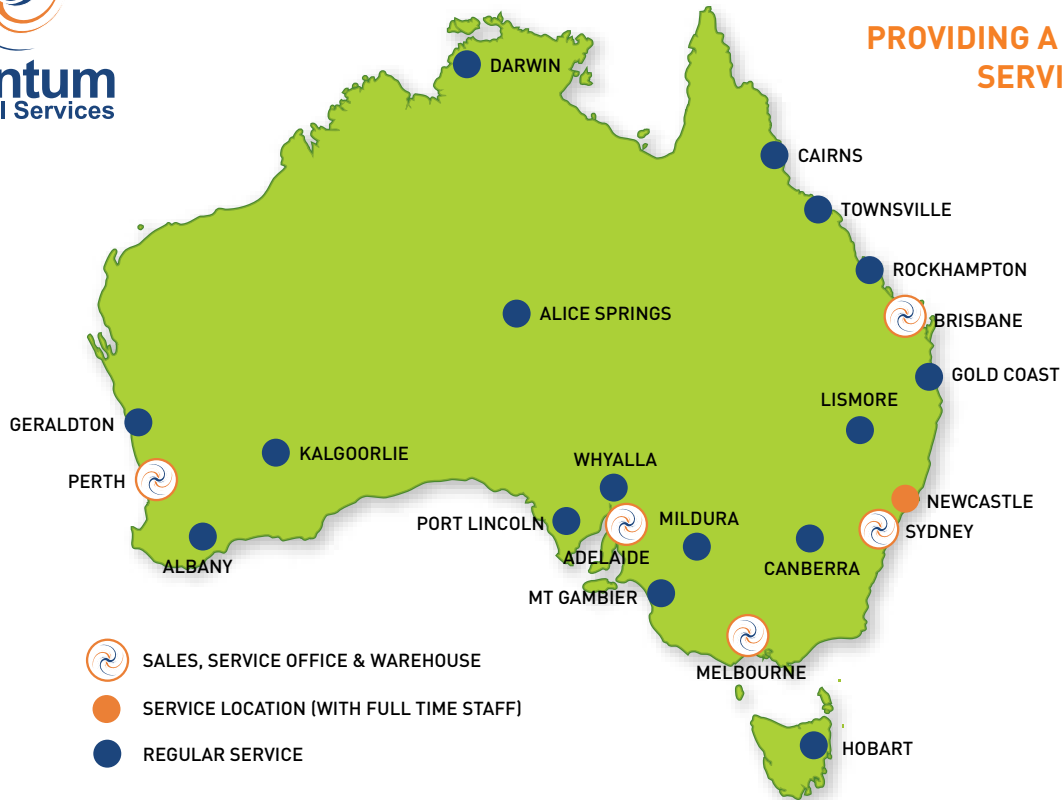 PROVIDING A
SERVI
ntum
l Services
DARWIN
CAIRNS
TOWNSVILLE
ROCKHAMPTON
ALICE SPRINGS
BRISBANE
GOLD COAST
LISMORE
GERALDTON
KALGOORLIE
WHYALLA
PERTH
NEWCASTLE
PORT LINCOLN
MILDURA
SYDNEY
ADELAIDE
ALBANY
CANBERRA
MT GAMBIER
SALES, SERVICE OFFICE & WAREHOUSE
MELBOURNE
SERVICE LOCATION (WITH FULL TIME STAFF)
REGULAR SERVICE
HOBART